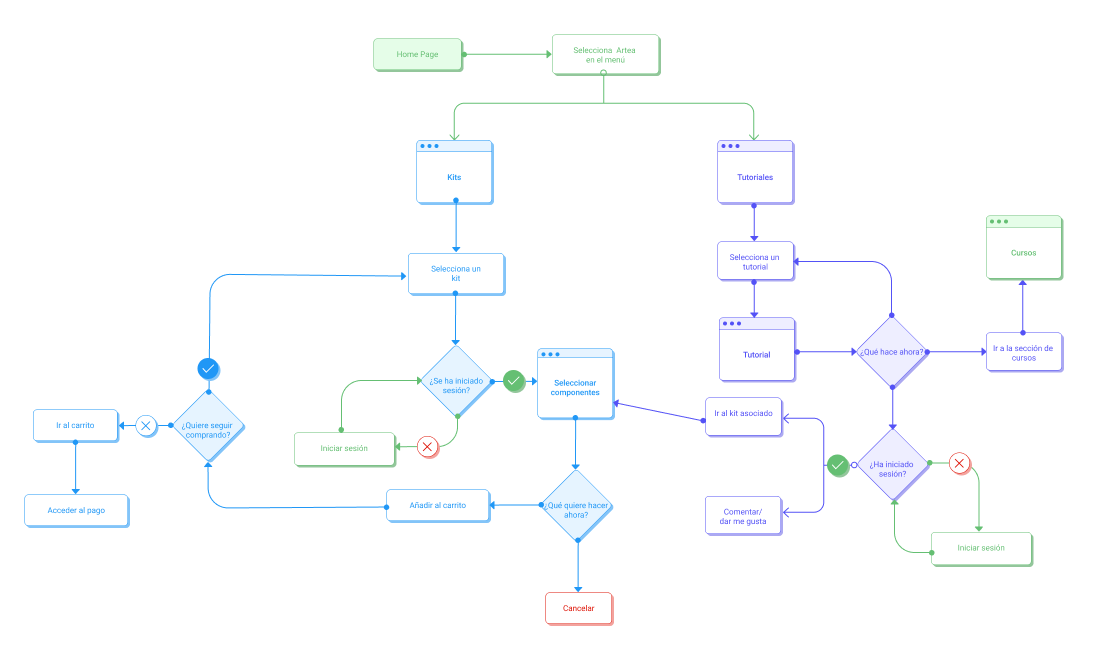 Home Page
Selecciona Artea
en el menú
Kits
Tutoriales
Selecciona un
kit
Selecciona un
tutorial
Cursos
Tutorial
¿Qué hace ahora?
Ir a la sección de
cursos
¿Se ha iniciado
sesión?
Seleccionar
componentes
Ir al kit asociado
Ir al carrito
¿Quiere seguir
comprando?
Iniciar sesión
¿Ha iniciado
sesión?
Acceder al pago
Añadir al carrito
¿Qué quiere hacer
ahora?
Comentar/
dar me gusta
Iniciar sesión
Cancelar